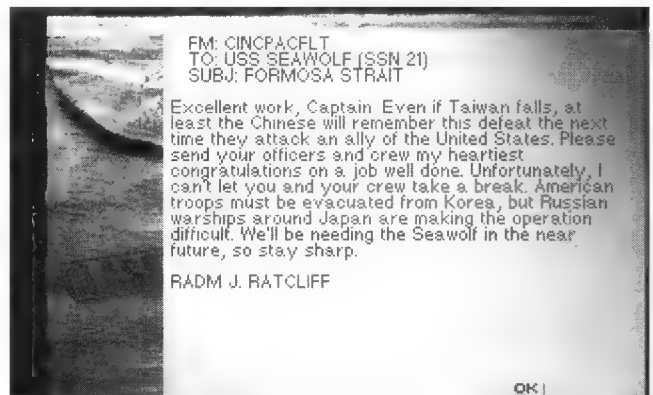 FM: CINCPACFLT
TO: USS SEAWOLF (SSN 21)
SUBJ: FORMOSA STRAIT
Excellent work, Captain Even if Taiwan falls, at
least the Chinese will remember this defeat the next
time they attack an ally of the United States. Please
send your officers and crew my heartiest
congratulations on a job well done. Unfortunately, I
can't let you and your crew take a break. American
troops must be evacuated from Korea, but Russian
warships around Japan are making the operation
difficult. We'll be needing the Seawolf in the near
future, so stay sharp.
RADM J. RATCLIFF
OK